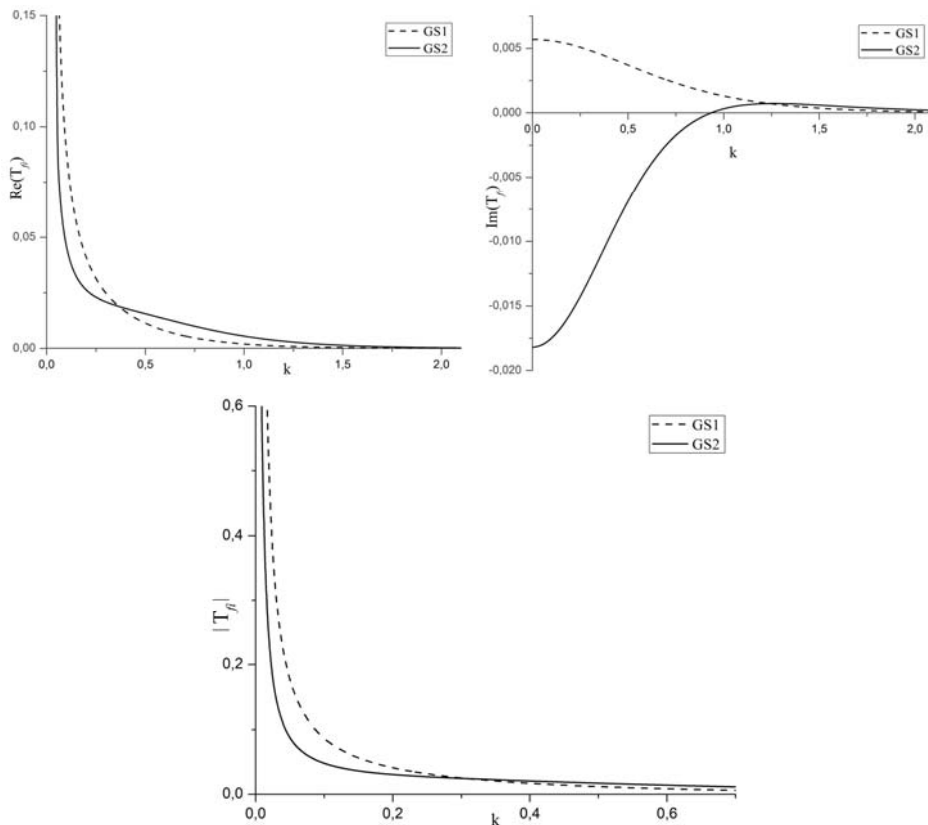 0,15
0,10
0,05
0,00
Re(T_fi)
0,0 0,5 1,0 1,5 2,0
k
GS1
GS2
0,005
0,000
-0,005
-0,010
-0,015
-0,020
Im(T_fi)
0,0 0,5 1,0 1,5 2,0
k
GS1
GS2
0,6
0,4
0,2
0,0
|T_fi|
0,0 0,2 0,4 0,6
k
GS1
GS2